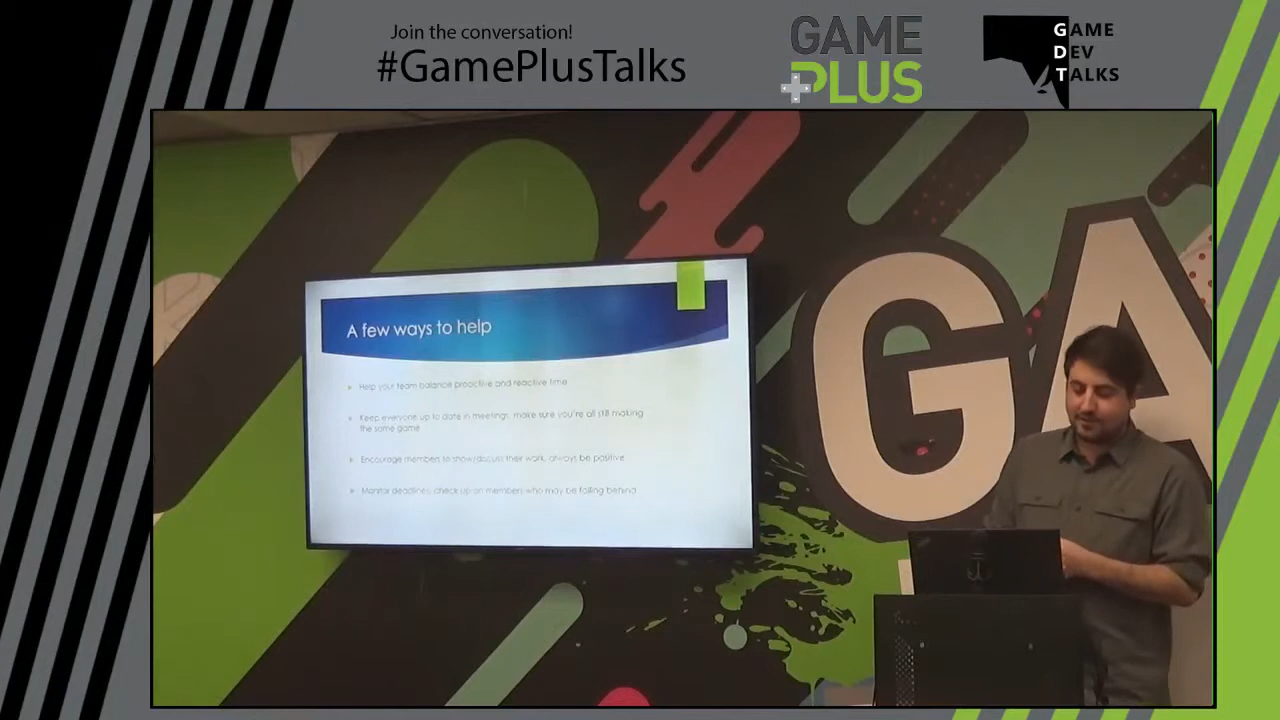 Join the conversation!
#GamePlusTalks
GAME
PLUS
GAME
DEV
TALKS
GA
A few ways to help
Help your team balance proactive and reactive time
Keep everyone up to date in meetings, make sure you're all still making
the same game
Encourage members to show/discuss their work, always be positive
Monitor deadlines, check up on members who may be falling behind